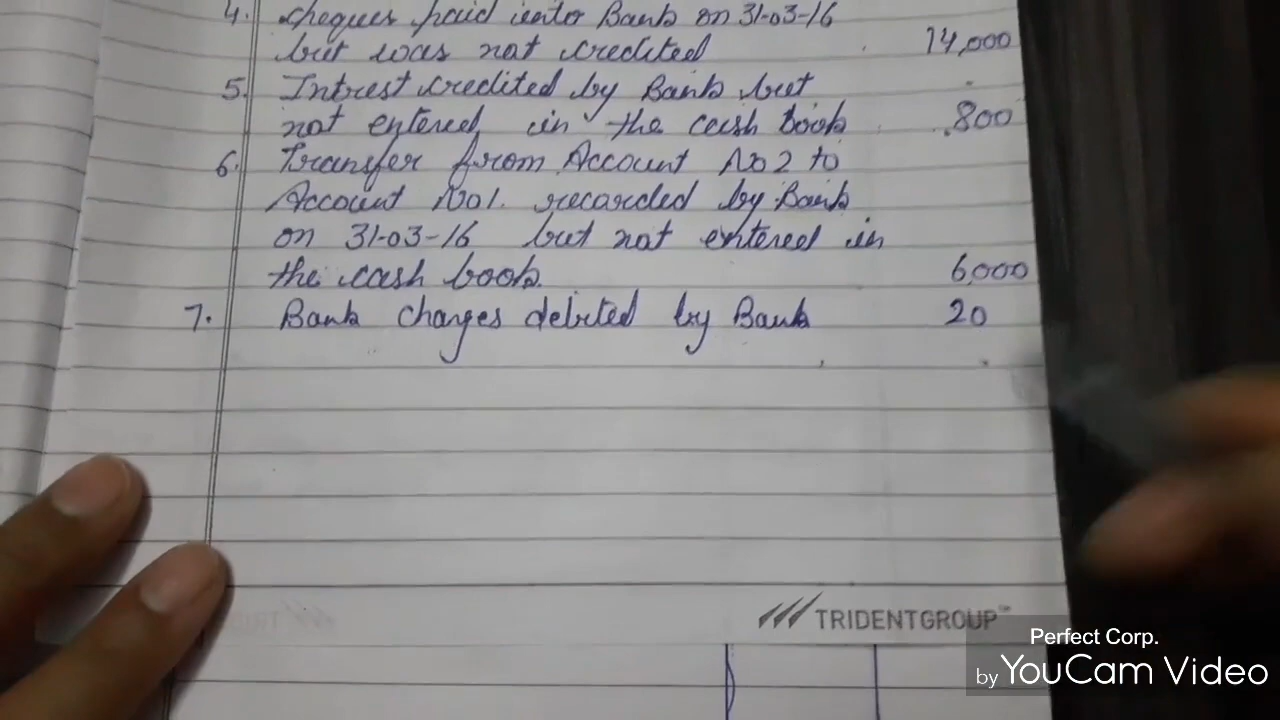 4. cheques paid into Bank on 31-03-16
but was not credited 14,000
5. Intrest credited by Bank but
not entered in the cash book 800
6. Transfer from Account No 2 to
Account No 1. recorded by Bank
on 31-03-16 but not entered in
the cash book. 6,000
7. Bank charges debited by Bank 20
TRIDENTGROUP™
Perfect Corp.
by YouCam Video